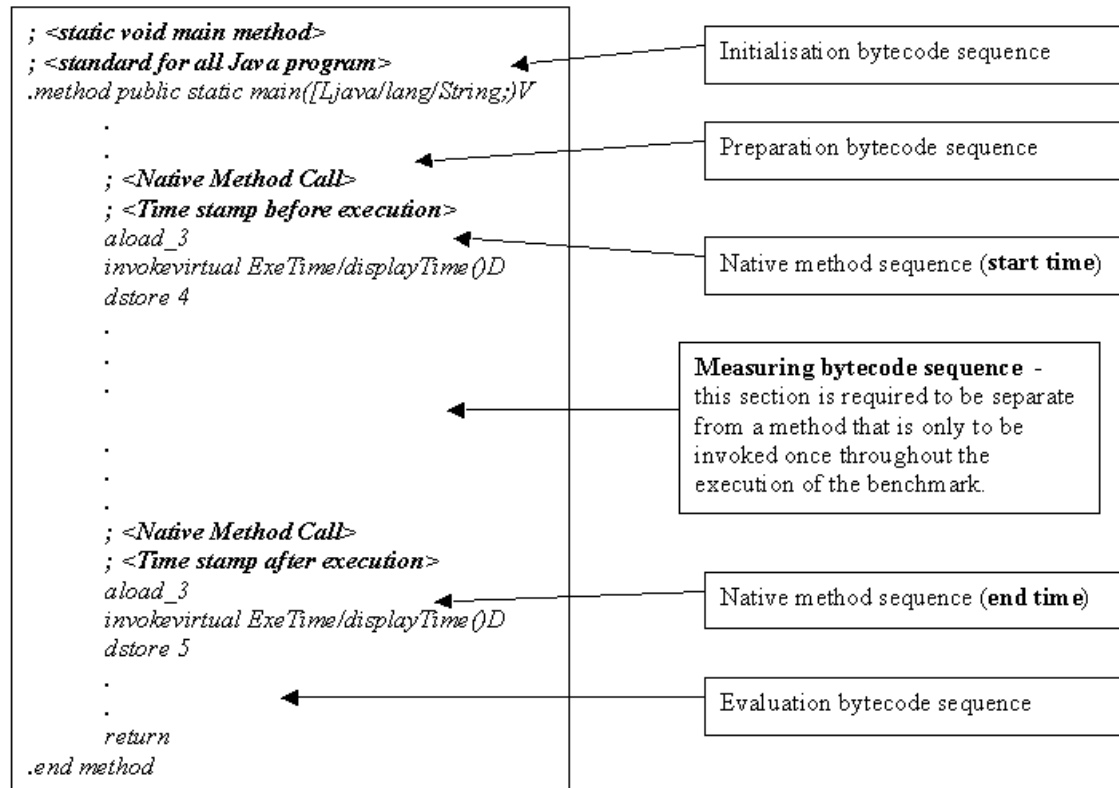 ; <static void main method>
; <standard for all Java program>
.method public static main([Ljava/lang/String;)V
.
.
; <Native Method Call>
; <Time stamp before execution>
aload_3
invokevirtual ExeTime/displayTime()D
dstore 4
.
.
.
.
.
.
; <Native Method Call>
; <Time stamp after execution>
aload_3
invokevirtual ExeTime/displayTime()D
dstore 5
.
.
return
.end method
Initialisation bytecode sequence
Preparation bytecode sequence
Native method sequence (start time)
Measuring bytecode sequence -
this section is required to be separate
from a method that is only to be
invoked once throughout the
execution of the benchmark.
Native method sequence (end time)
Evaluation bytecode sequence